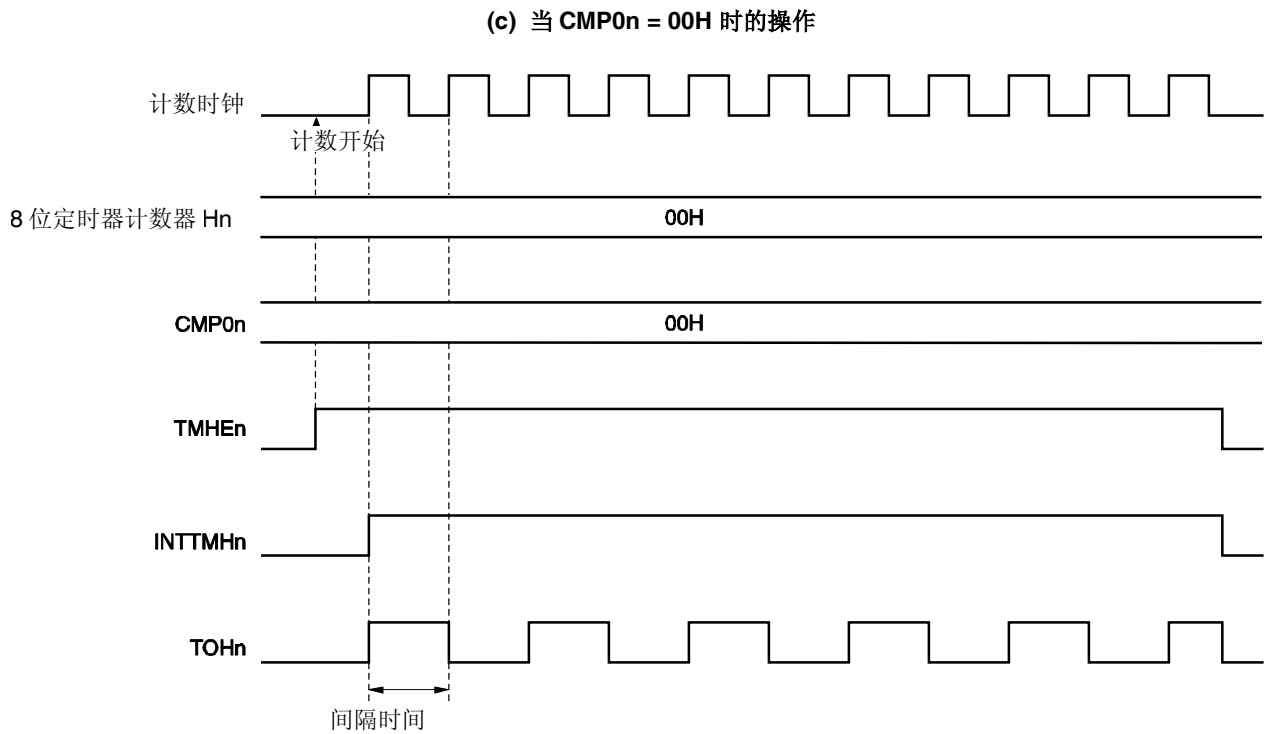 (c) 当 CMP0n = 00H 时的操作
计数时钟
计数开始
8 位定时器计数器 Hn
00H
CMP0n
00H
TMHEn
INTTMHn
TOHn
间隔时间